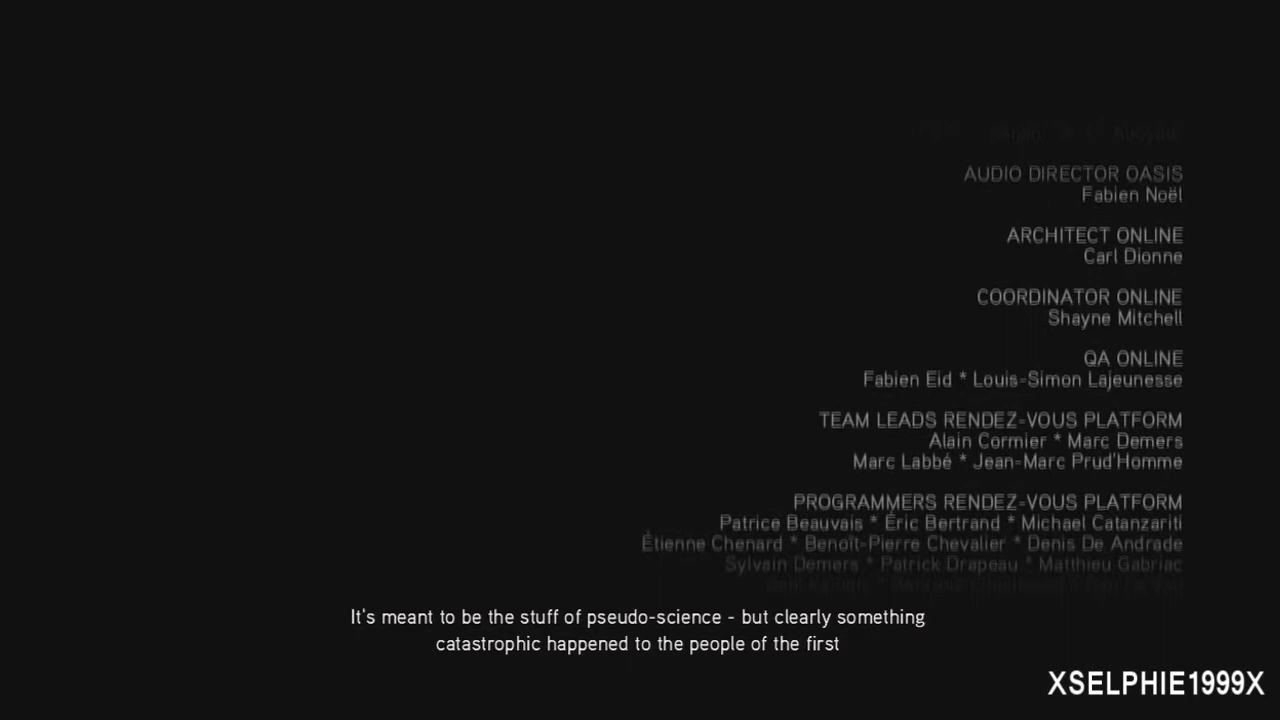 AUDIO DIRECTOR OASIS
Fabien Noël
ARCHITECT ONLINE
Carl Dionne
COORDINATOR ONLINE
Shayne Mitchell
QA ONLINE
Fabien Eid * Louis-Simon Lajeunesse
TEAM LEADS RENDEZ-VOUS PLATFORM
Alain Cormier * Marc Demers
Marc Labbé * Jean-Marc Prud'Homme
PROGRAMMERS RENDEZ-VOUS PLATFORM
Patrice Beauvais * Éric Bertrand * Michael Catanzariti
Étienne Chenard * Benoît-Pierre Chevalier * Denis De Andrade
Sylvain Demers * Patrick Drapeau * Matthieu Gabriac
It's meant to be the stuff of pseudo-science - but clearly something
catastrophic happened to the people of the first
XSELPHIE1999X